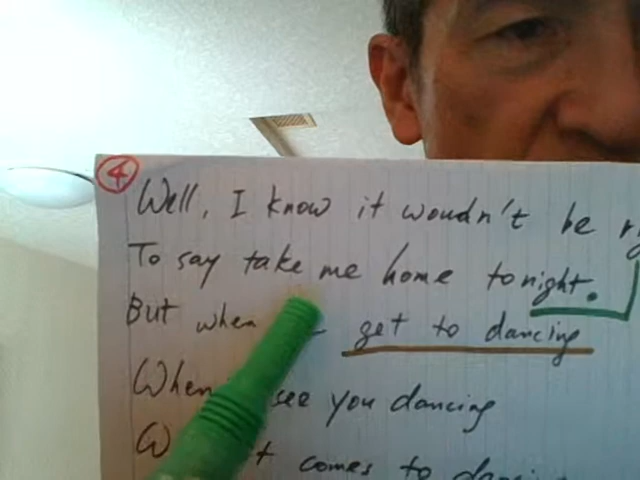 4
Well, I know it woudn't be
To say take me home tonight.
But when get to dancing
When see you dancing
comes to